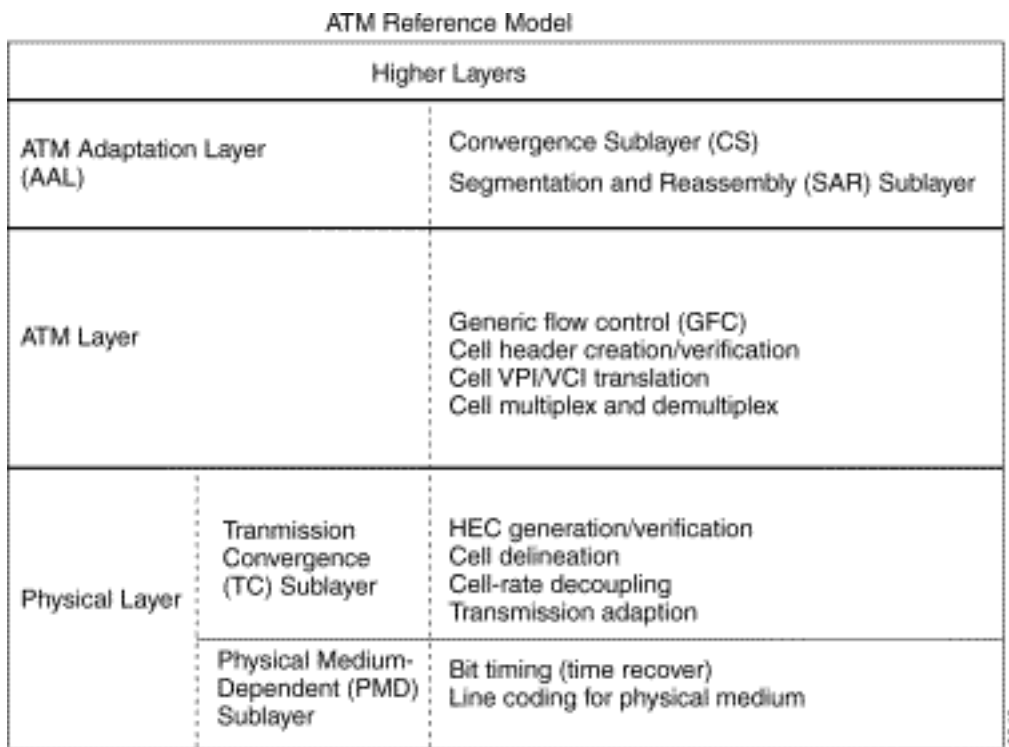 ATM Reference Model
Higher Layers
ATM Adaptation Layer
(AAL)
Convergence Sublayer (CS)
Segmentation and Reassembly (SAR) Sublayer
ATM Layer
Generic flow control (GFC)
Cell header creation/verification
Cell VPI/VCI translation
Cell multiplex and demultiplex
Physical Layer
Tranmission
Convergence
(TC) Sublayer
HEC generation/verification
Cell delineation
Cell-rate decoupling
Transmission adaption
Physical Medium-
Dependent (PMD)
Sublayer
Bit timing (time recover)
Line coding for physical medium